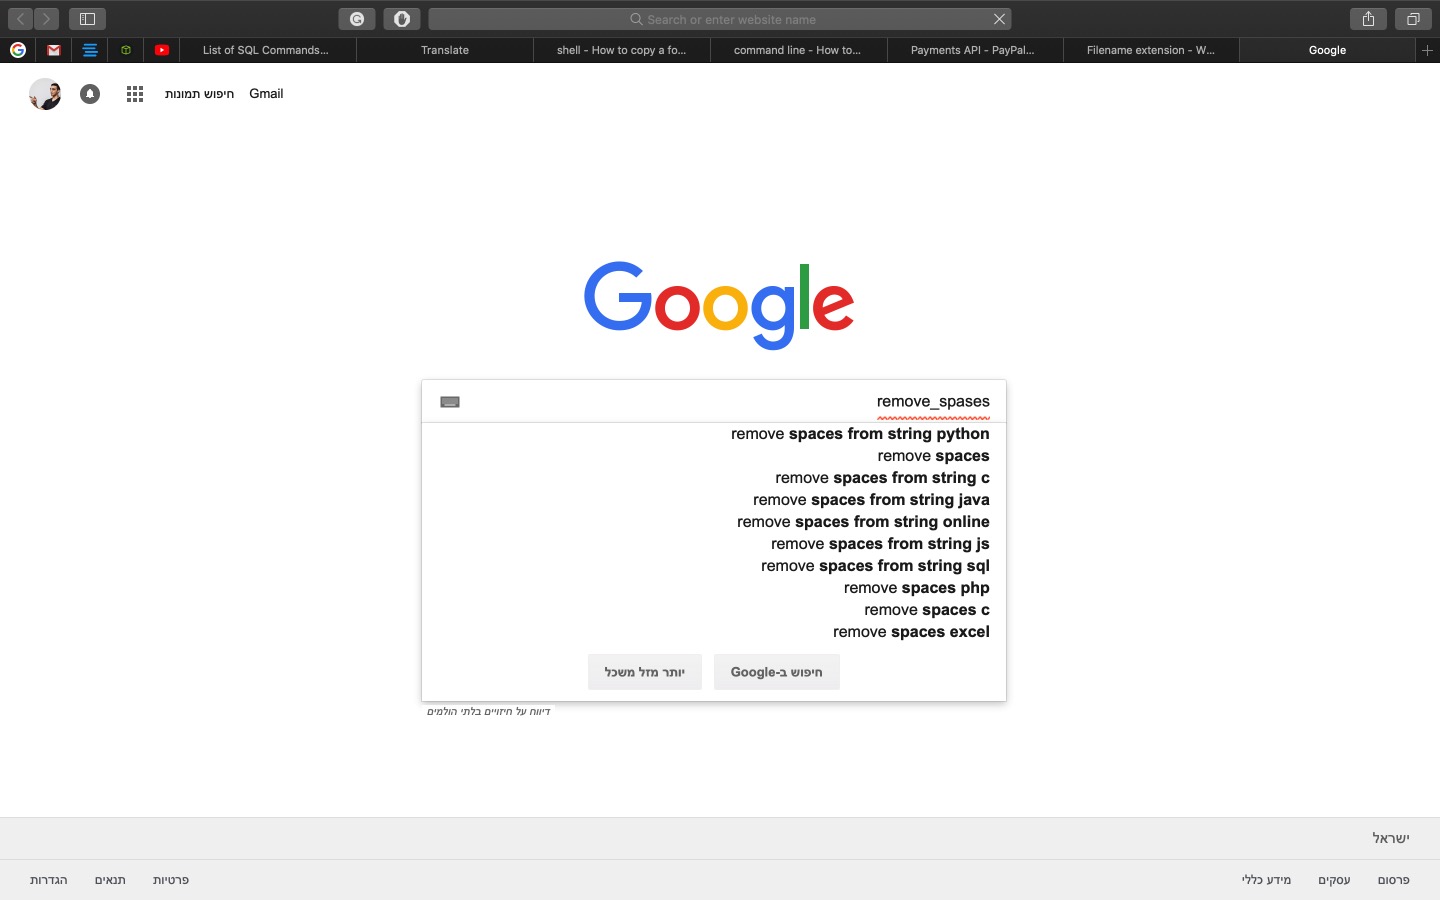 Search or enter website name
List of SQL Commands...
Translate
shell - How to copy a fo...
command line - How to...
Payments API - PayPal...
Filename extension - W...
Google
חיפוש תמונות
Gmail
Google
remove_spases
remove spaces from string python
remove spaces
remove spaces from string c
remove spaces from string java
remove spaces from string online
remove spaces from string js
remove spaces from string sql
remove spaces php
remove spaces c
remove spaces excel
חיפוש ב-Google
יותר מזל משכל
דיווח על חיזויים בלתי הולמים
ישראל
פרסום
עסקים
מידע כללי
פרטיות
תנאים
הגדרות